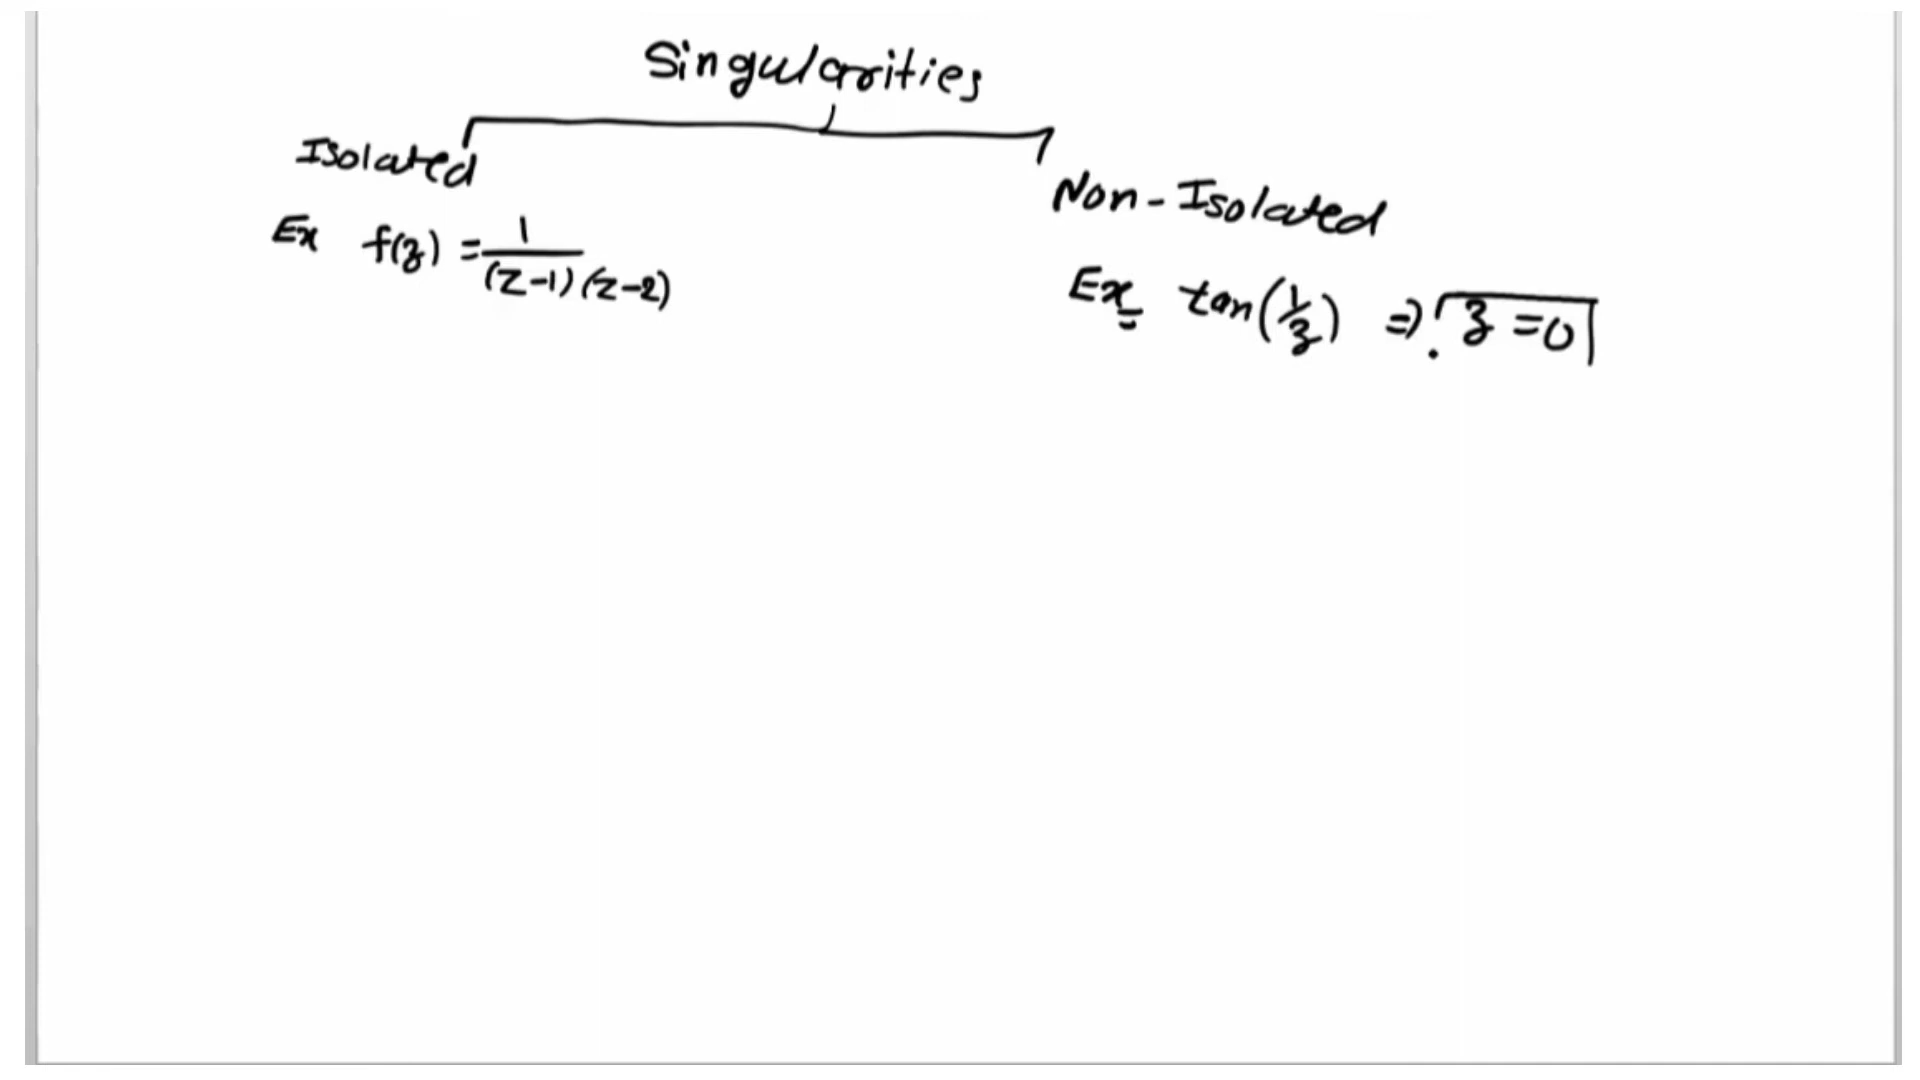 Singularities
Isolated
Non-Isolated
Ex f(z) = 1/(z-1)(z-2)
Ex tan(1/z) ⇒ z = 0